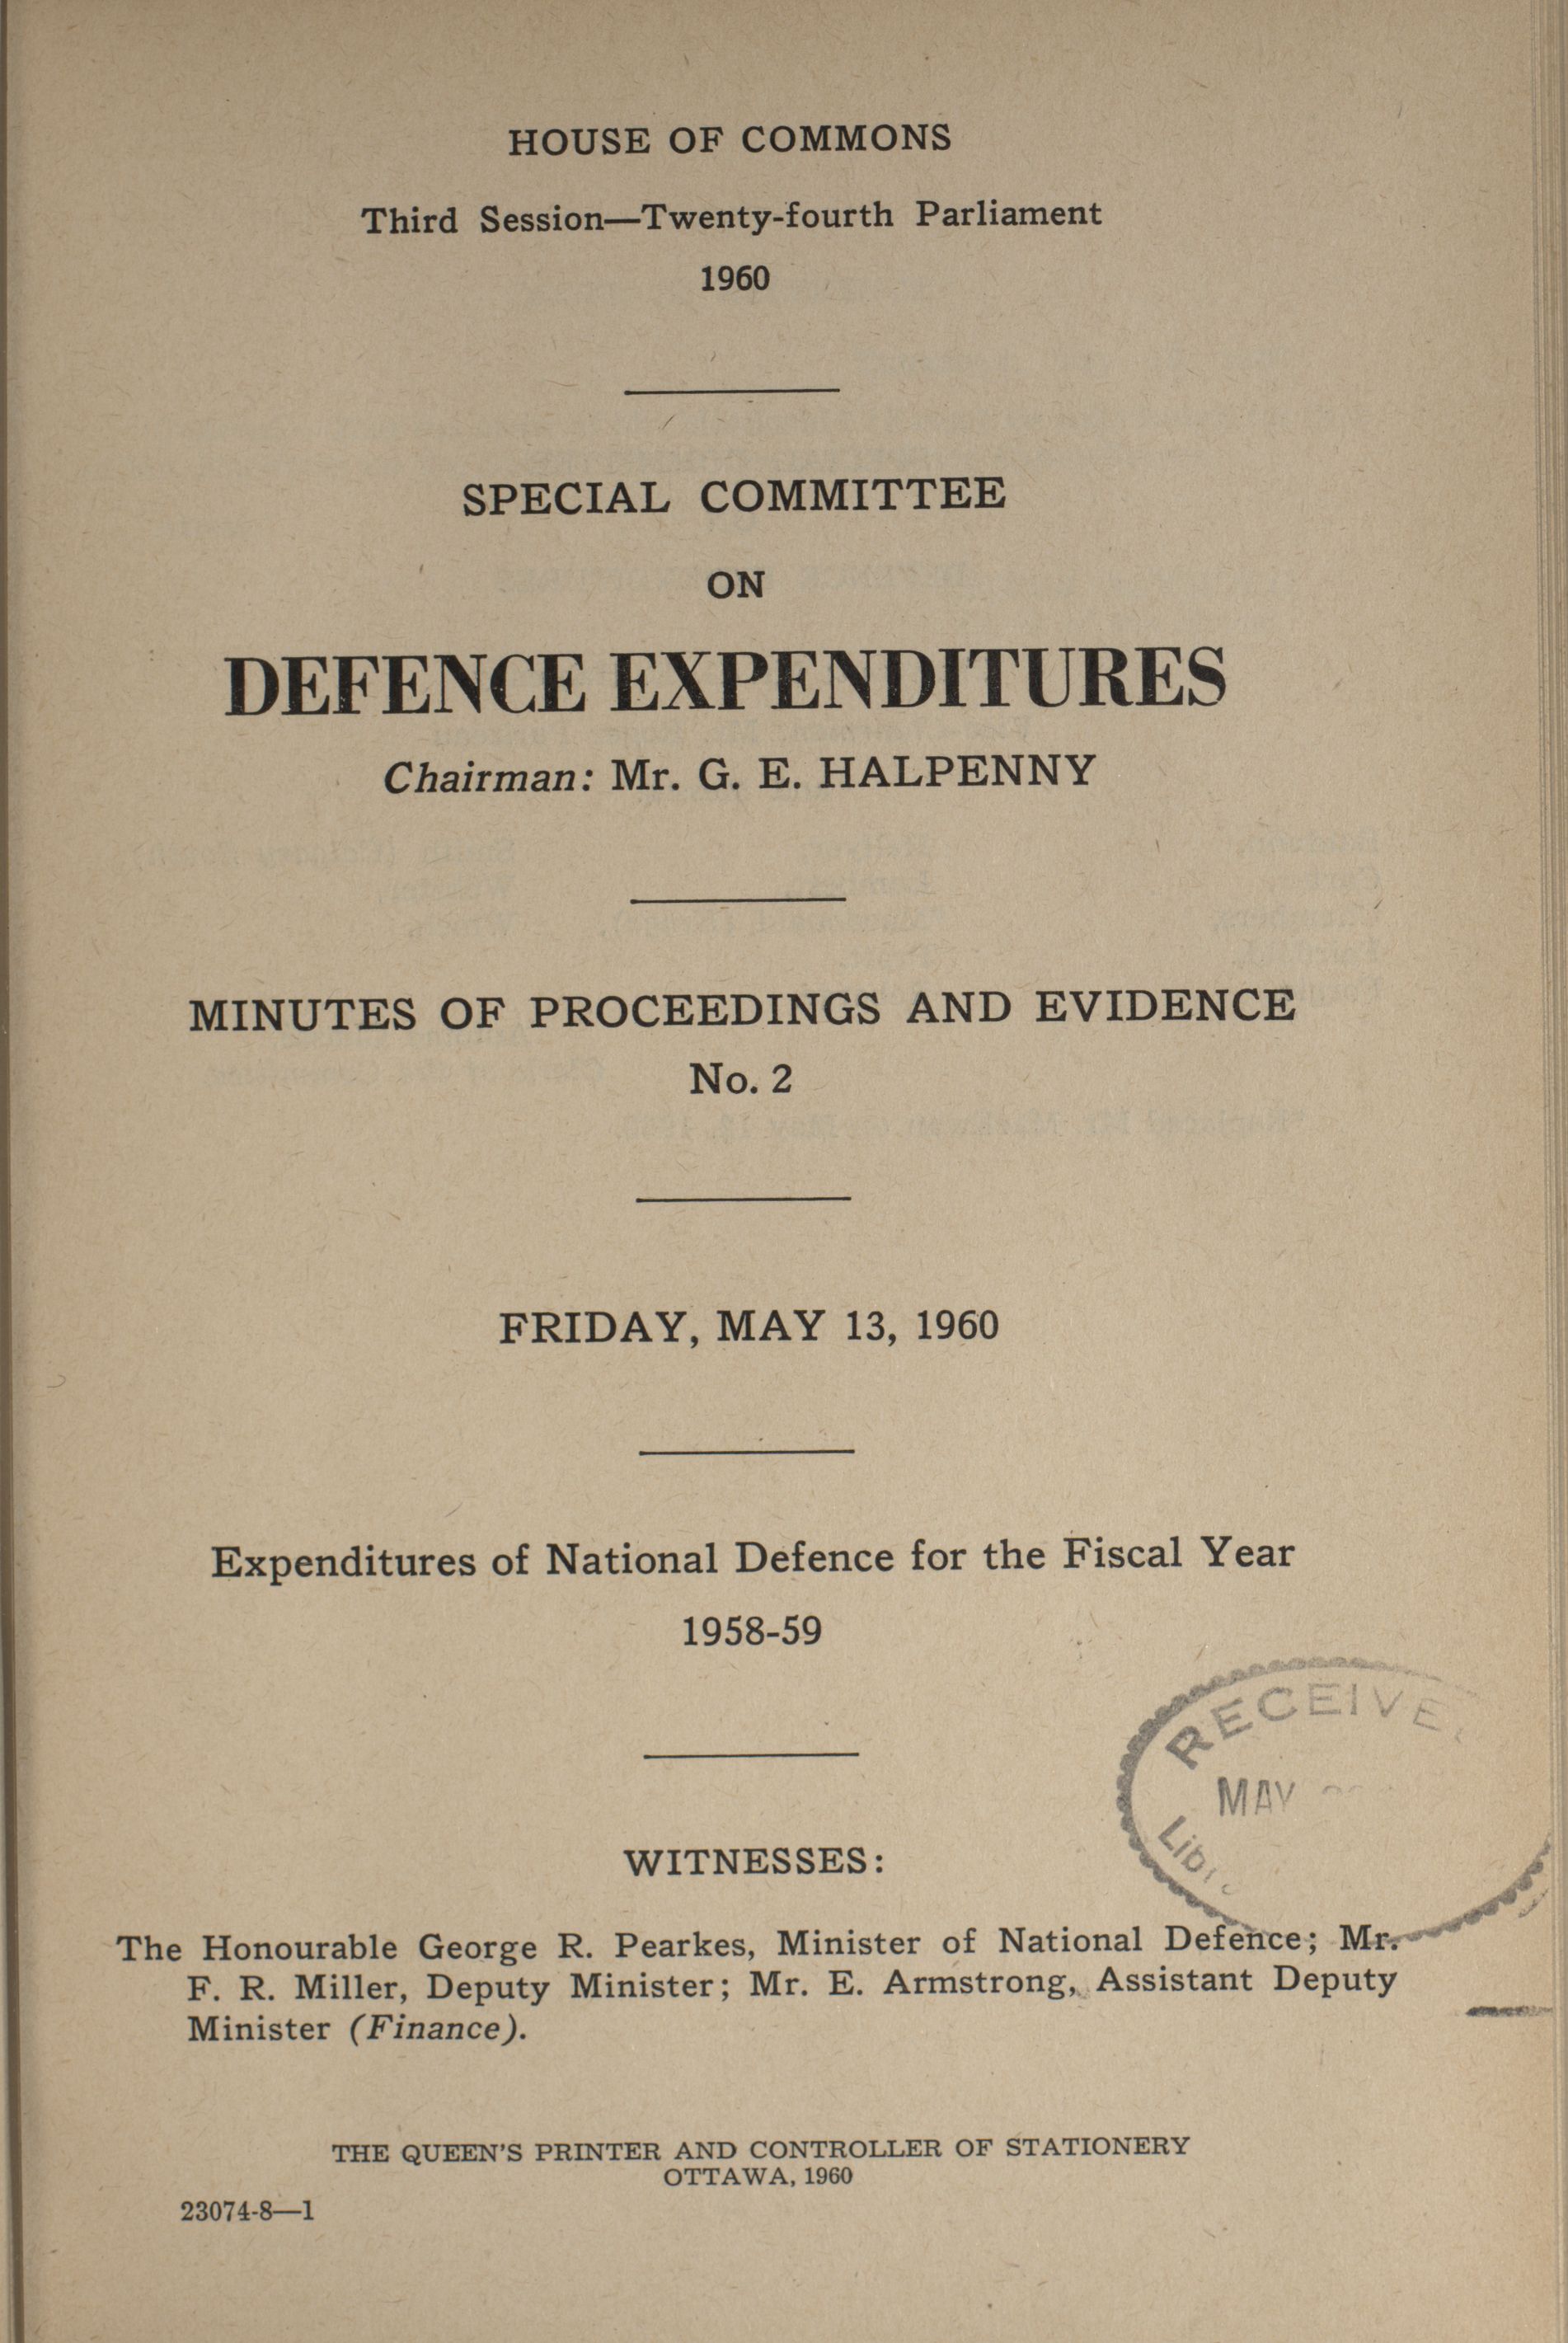 HOUSE OF COMMONS
Third Session—Twenty-fourth Parliament
1960
SPECIAL COMMITTEE
ON
DEFENCE EXPENDITURES
Chairman: Mr. G. E. HALPENNY
MINUTES OF PROCEEDINGS AND EVIDENCE
No. 2
FRIDAY, MAY 13, 1960
Expenditures of National Defence for the Fiscal Year
1958-59
RECEIVE
MAY
WITNESSES:
The Honourable George R. Pearkes, Minister of National Defence; Mr.
F. R. Miller, Deputy Minister; Mr. E. Armstrong, Assistant Deputy
Minister (Finance).
THE QUEEN'S PRINTER AND CONTROLLER OF STATIONERY
OTTAWA, 1960
23074-8—1